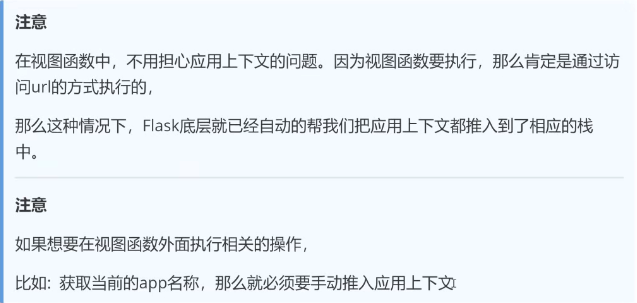 注意
在视图函数中，不用担心应用上下文的问题。因为视图函数要执行，那么肯定是通过访
问url的方式执行的，
那么这种情况下，Flask底层就已经自动的帮我们把应用上下文都推入到了相应的栈
中。
注意
如果想要在视图函数外面执行相关的操作，
比如：获取当前的app名称，那么就必须要手动推入应用上下文